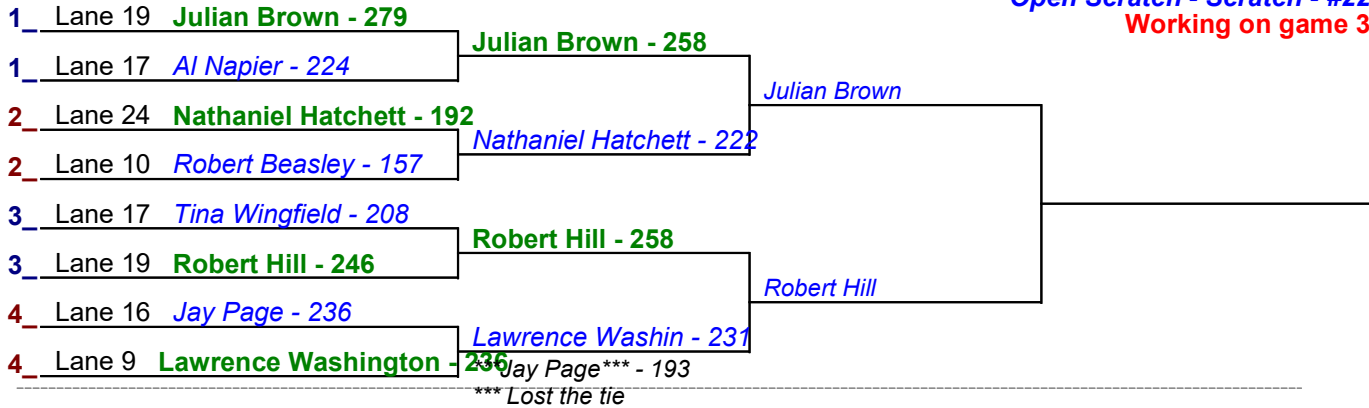 Open Scratch - Scratch - #22
Working on game 3
1_ Lane 19 Julian Brown - 279
1_ Lane 17 Al Napier - 224
2_ Lane 24 Nathaniel Hatchett - 192
2_ Lane 10 Robert Beasley - 157
3_ Lane 17 Tina Wingfield - 208
3_ Lane 19 Robert Hill - 246
4_ Lane 16 Jay Page - 236
4_ Lane 9 Lawrence Washington - 236
Julian Brown - 258
Nathaniel Hatchett - 222
Robert Hill - 258
Lawrence Washin - 231
***Jay Page*** - 193
*** Lost the tie
Julian Brown
Robert Hill